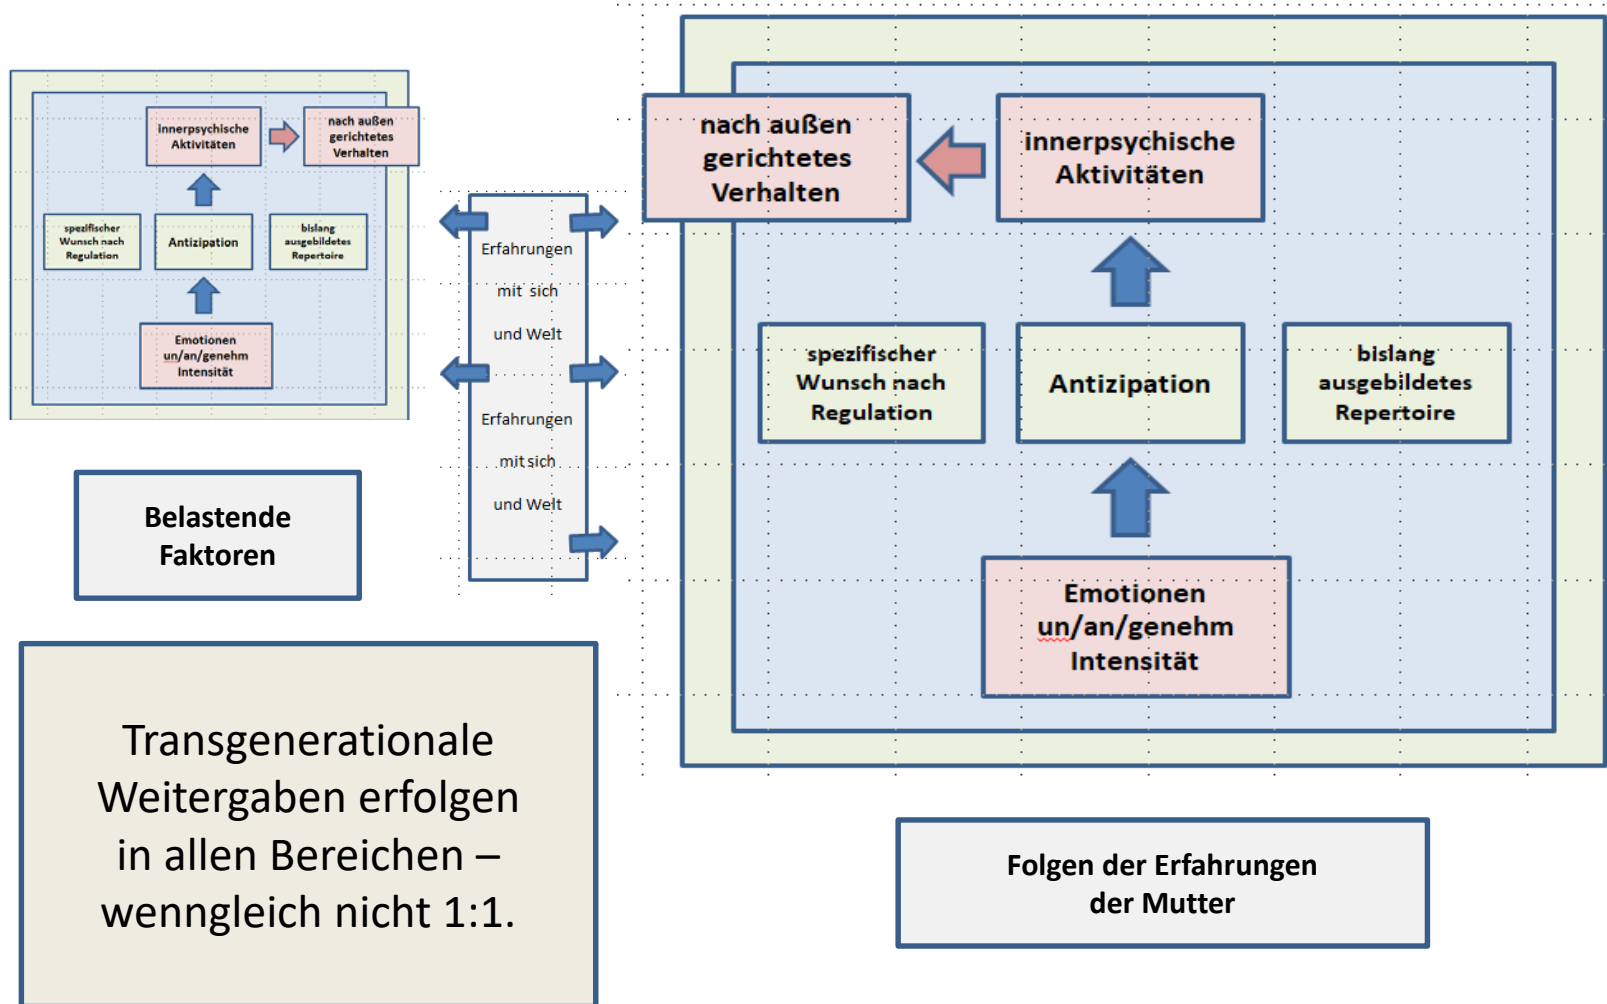 innerpsychische
Aktivitäten
nach außen
gerichtetes
Verhalten
spezifischer
Wunsch nach
Regulation
Antizipation
bislang
ausgebildetes
Repertoire
Emotionen
un/an/genehm
Intensität
Belastende
Faktoren
Transgenerationale
Weitergaben erfolgen
in allen Bereichen –
wenngleich nicht 1:1.
Erfahrungen
mit sich
und Welt
Erfahrungen
mit sich
und Welt
nach außen
gerichtetes
Verhalten
innerpsychische
Aktivitäten
spezifischer
Wunsch nach
Regulation
Antizipation
bislang
ausgebildetes
Repertoire
Emotionen
un/an/genehm
Intensität
Folgen der Erfahrungen
der Mutter